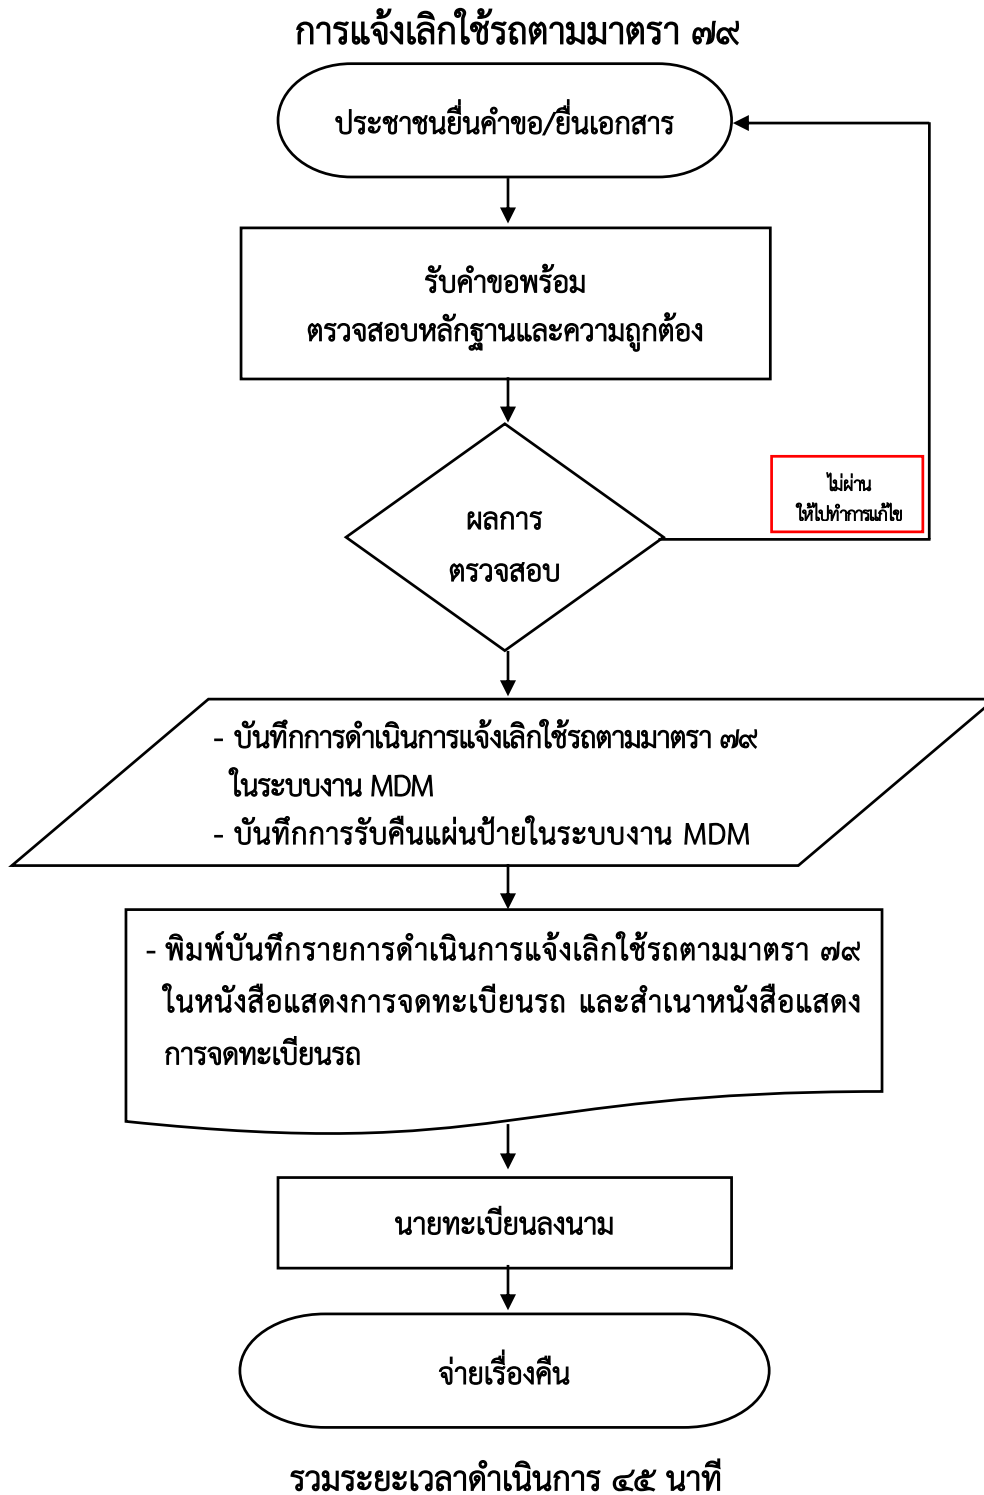 การแจ้งเลิกใช้รถตามมาตรา ๗๙
ประชาชนยื่นคำขอ/ยื่นเอกสาร
รับคำขอพร้อม
ตรวจสอบหลักฐานและความถูกต้อง
ผลการ
ตรวจสอบ
ไม่ผ่าน
ให้ไปทำการแก้ไข
- บันทึกการดำเนินการแจ้งเลิกใช้รถตามมาตรา ๗๙
ในระบบงาน MDM
- บันทึกการรับคืนแผ่นป้ายในระบบงาน MDM
- พิมพ์บันทึกรายการดำเนินการแจ้งเลิกใช้รถตามมาตรา ๗๙
ในหนังสือแสดงการจดทะเบียนรถ และสำเนาหนังสือแสดง
การจดทะเบียนรถ
นายทะเบียนลงนาม
จ่ายเรื่องคืน
รวมระยะเวลาดำเนินการ ๔๕ นาที